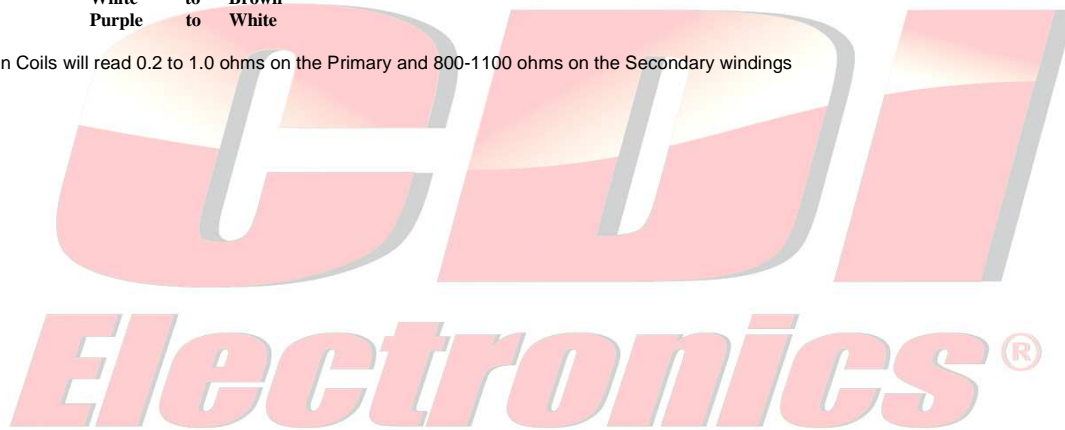 Purple to White
n Coils will read 0.2 to 1.0 ohms on the Primary and 800-1100 ohms on the Secondary windings
CDI
Electronics®